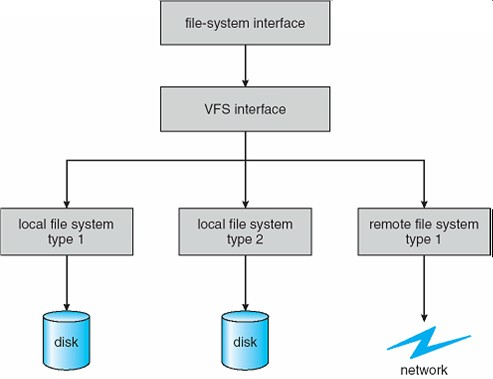 file-system interface
VFS interface
local file system
type 1
local file system
type 2
remote file system
type 1
disk
disk
network